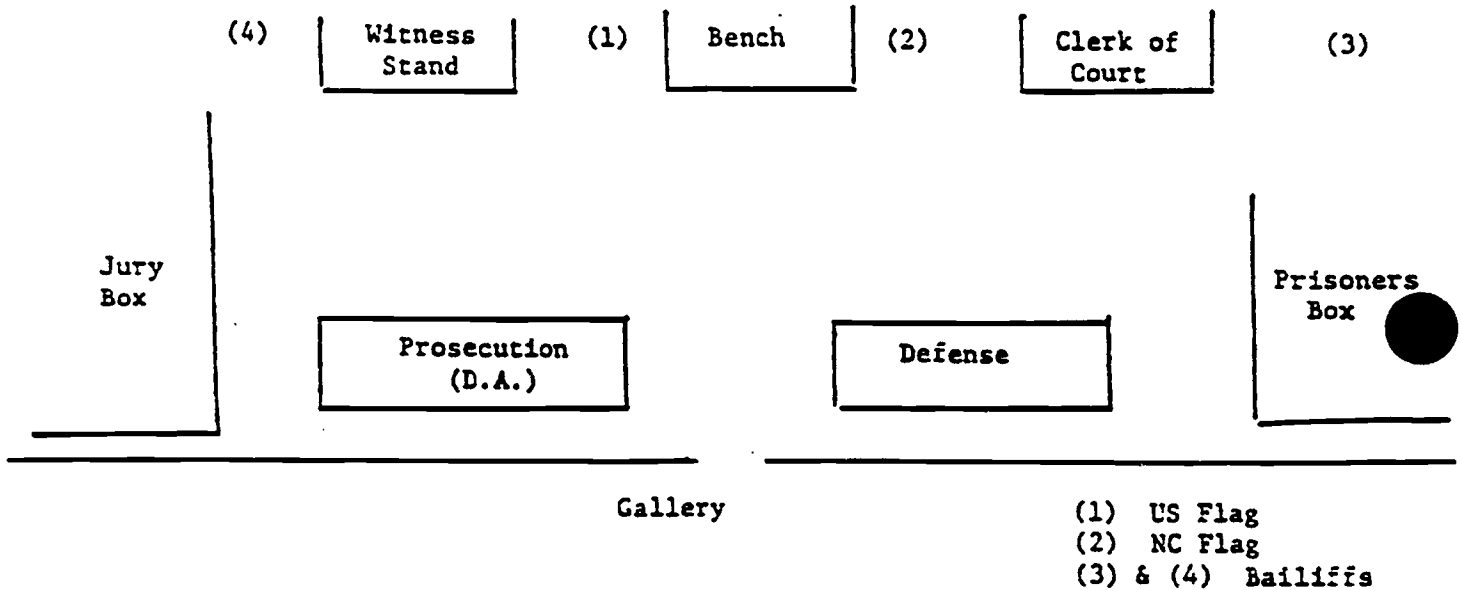 (4) Witness Stand (1) Bench (2) Clerk of Court (3)
Jury Box
Prisoners Box
Prosecution (D.A.)
Defense
Gallery
(1) US Flag
(2) NC Flag
(3) & (4) Bailiffs